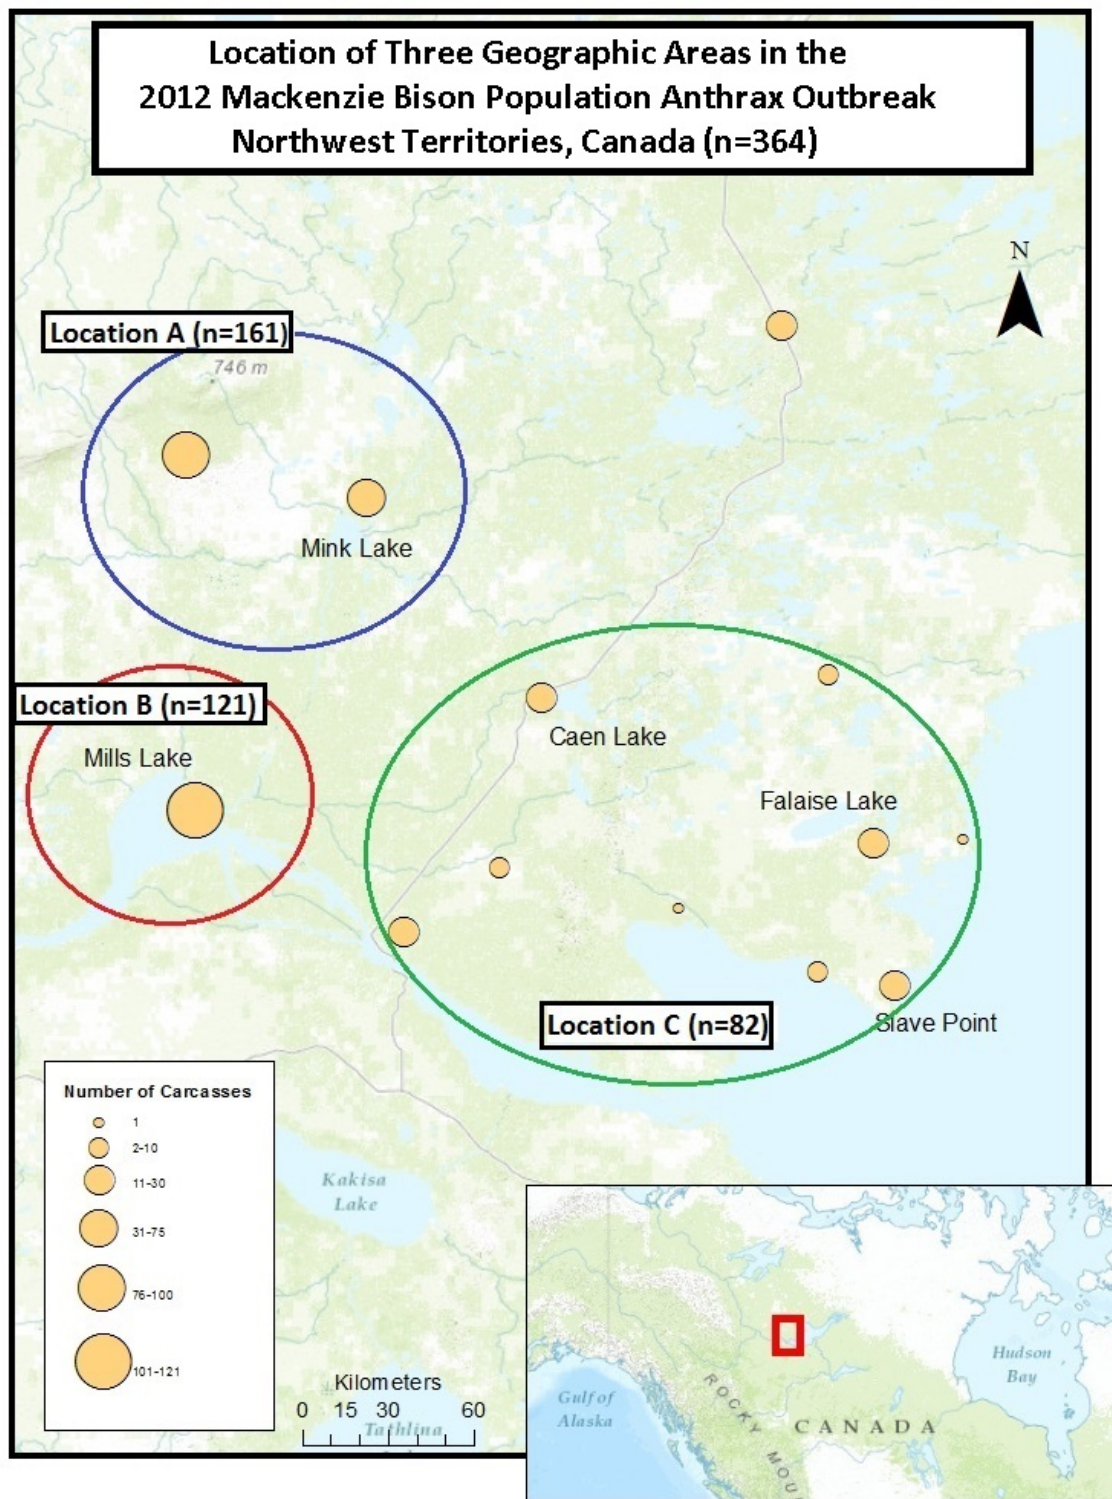 Location of Three Geographic Areas in the
2012 Mackenzie Bison Population Anthrax Outbreak
Northwest Territories, Canada (n=364)
N
Location A (n=161)
746 m
Mink Lake
Location B (n=121)
Mills Lake
Caen Lake
Falaise Lake
Location C (n=82)
Slave Point
Number of Carcasses
1
2-10
11-30
31-75
76-100
101-121
Kakisa
Lake
Kilometers
0 15 30 60
Tathlina
Hudson
Bay
Gulf of
Alaska
ROCKY MOU
CANADA